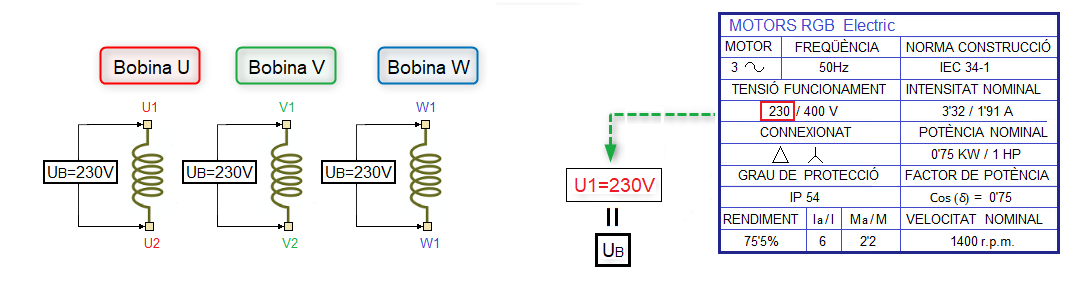 Bobina U
Bobina V
Bobina W
U1
V1
W1
UB=230V
UB=230V
UB=230V
U2
V2
W1
U1=230V
=
UB
MOTORS RGB Electric
MOTOR
FREQÜÈNCIA
NORMA CONSTRUCCIÓ
3
50Hz
IEC 34-1
TENSIÓ FUNCIONAMENT
INTENSITAT NOMINAL
230 / 400 V
3'32 / 1'91 A
CONNEXIONAT
POTÈNCIA NOMINAL
0'75 KW / 1 HP
GRAU DE PROTECCIÓ
FACTOR DE POTÈNCIA
IP 54
Cos (δ) = 0'75
RENDIMENT
Ia / I
Ma / M
VELOCITAT NOMINAL
75'5%
6
2'2
1400 r.p.m.